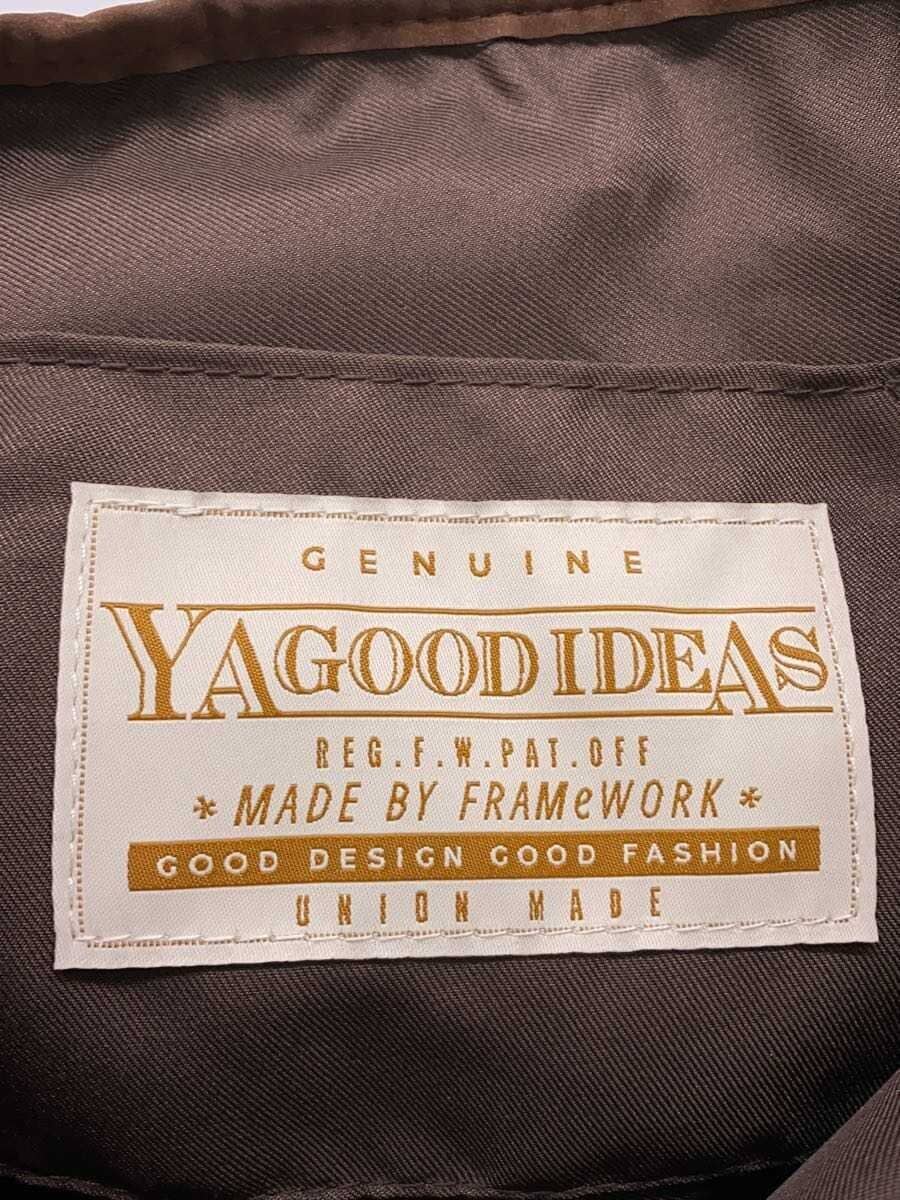 GENUINE
YAGOOD IDEAS
REG.F.W.PAT.OFF
* MADE BY FRAMeWORK *
GOOD DESIGN GOOD FASHION
UNION MADE